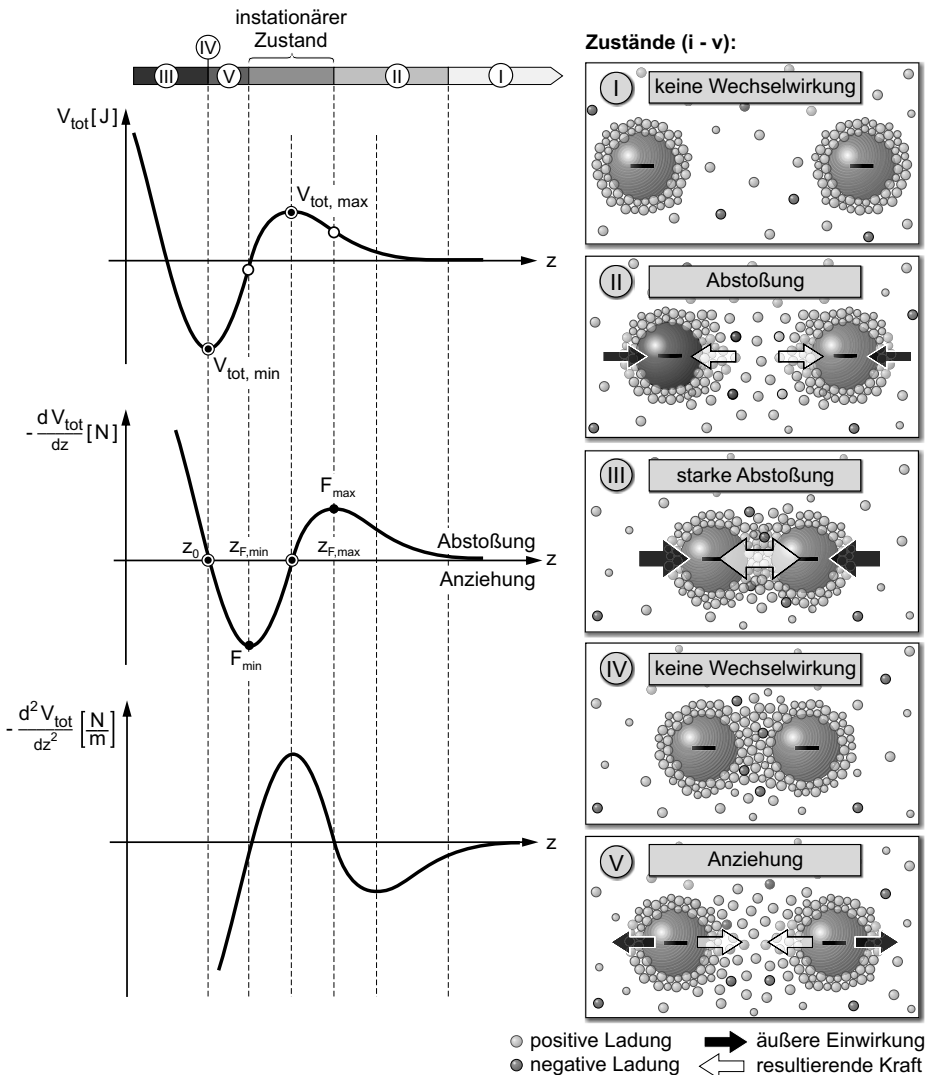 instationärer
Zustand
IV
III
V
II
I
V_tot [J]
V_tot, max
z
V_tot, min
- dV_tot/dz [N]
F_max
z_0
z_F,min
z_F,max
Abstoßung
Anziehung
z
F_min
- d²V_tot/dz² [N/m]
z
Zustände (i - v):
I
keine Wechselwirkung
II
Abstoßung
III
starke Abstoßung
IV
keine Wechselwirkung
V
Anziehung
positive Ladung
äußere Einwirkung
negative Ladung
resultierende Kraft